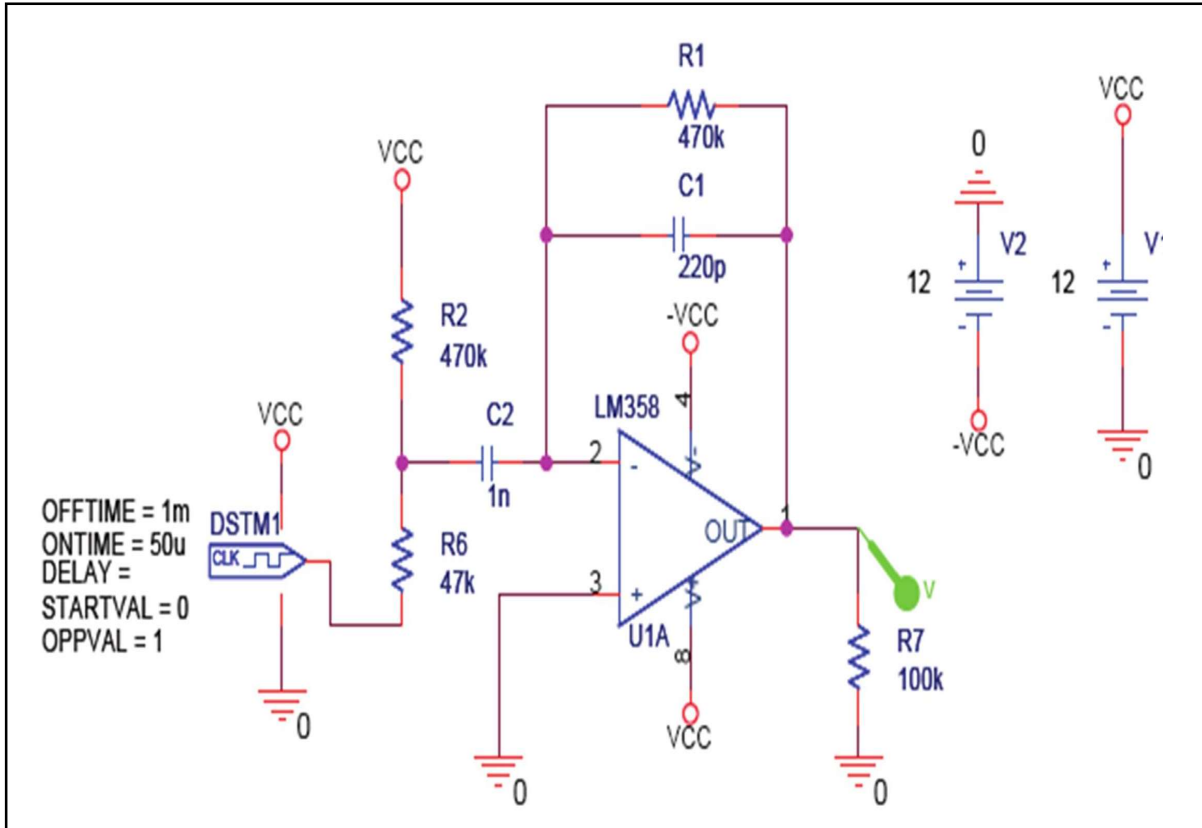 R1
470k
C1
220p
VCC
R2
470k
C2
1n
VCC
OFFTIME = 1m
ONTIME = 50u
DELAY =
STARTVAL = 0
OPPVAL = 1
DSTM1
CLK
R6
47k
0
-VCC
4
LM358
2
-
V-
OUT
1
3
+
V+
U1A
8
VCC
0
V
R7
100k
0
0
+
V2
12
-
-VCC
VCC
+
12
-
0